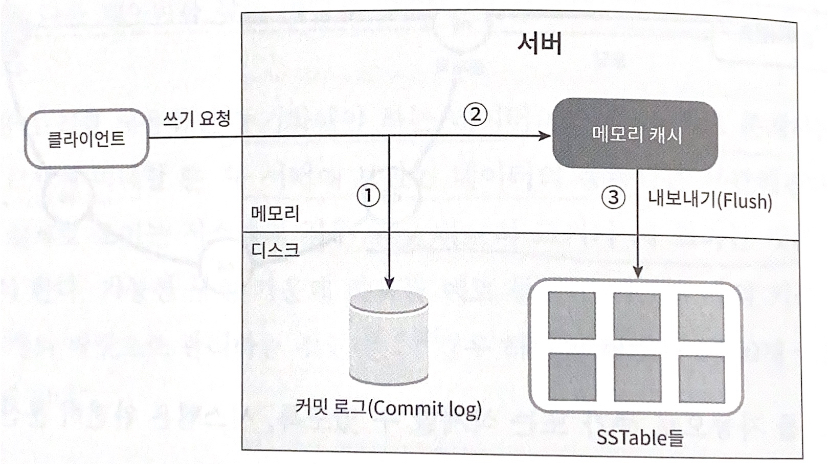 서버
클라이언트
쓰기 요청
②
메모리 캐시
①
③
내보내기(Flush)
메모리
디스크
커밋 로그(Commit log)
SSTable들